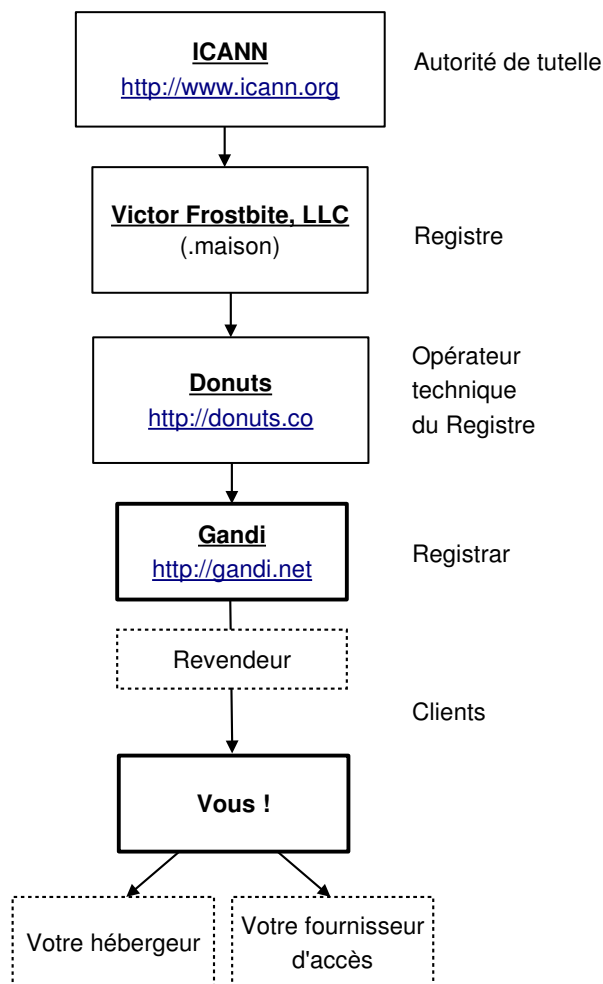 ICANN
http://www.icann.org
Autorité de tutelle
Victor Frostbite, LLC
(.maison)
Registre
Donuts
http://donuts.co
Opérateur
technique
du Registre
Gandi
http://gandi.net
Registrar
Revendeur
Clients
Vous !
Votre hébergeur
Votre fournisseur
d'accès